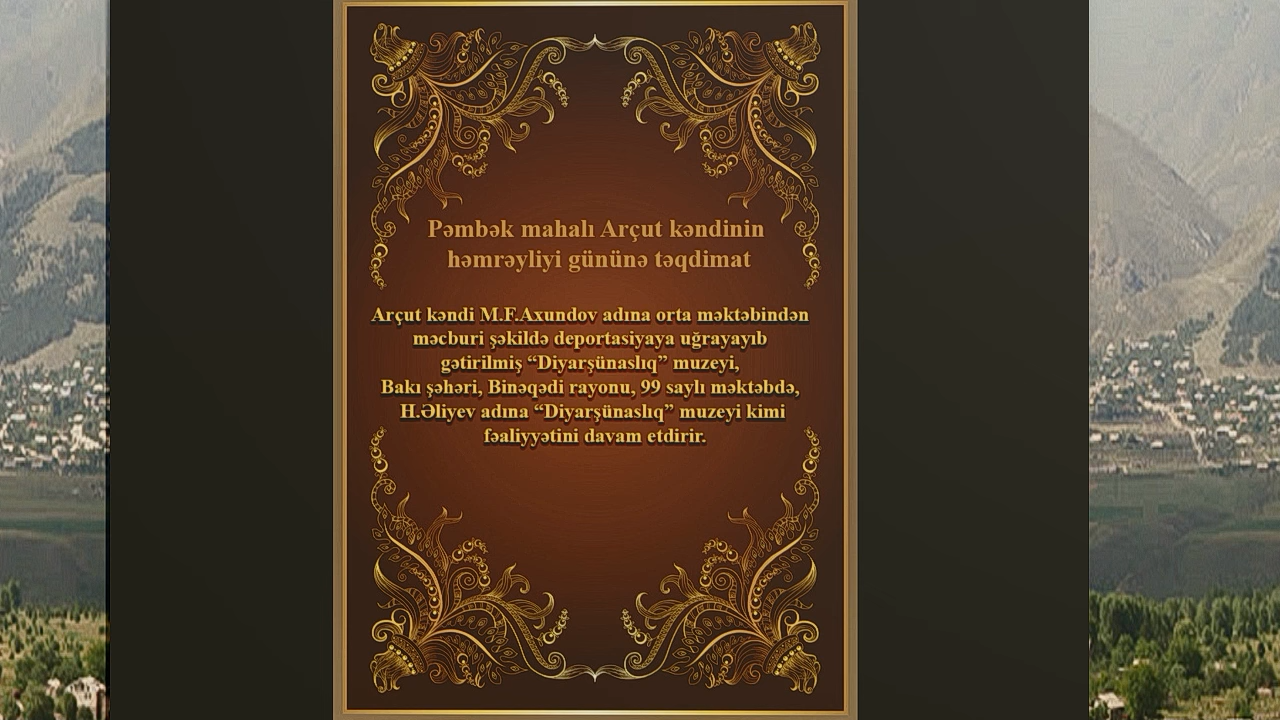 Pəmbək mahalı Arçut kəndinin
həmrəyliyi gününə təqdimat
Arçut kəndi M.F.Axundov adına orta məktəbindən
məcburi şəkildə deportasiyaya uğrayayıb
gətirilmiş “Diyarşünaslıq” muzeyi,
Bakı şəhəri, Binəqədi rayonu, 99 saylı məktəbdə,
H.Əliyev adına “Diyarşünaslıq” muzeyi kimi
fəaliyyətini davam etdirir.